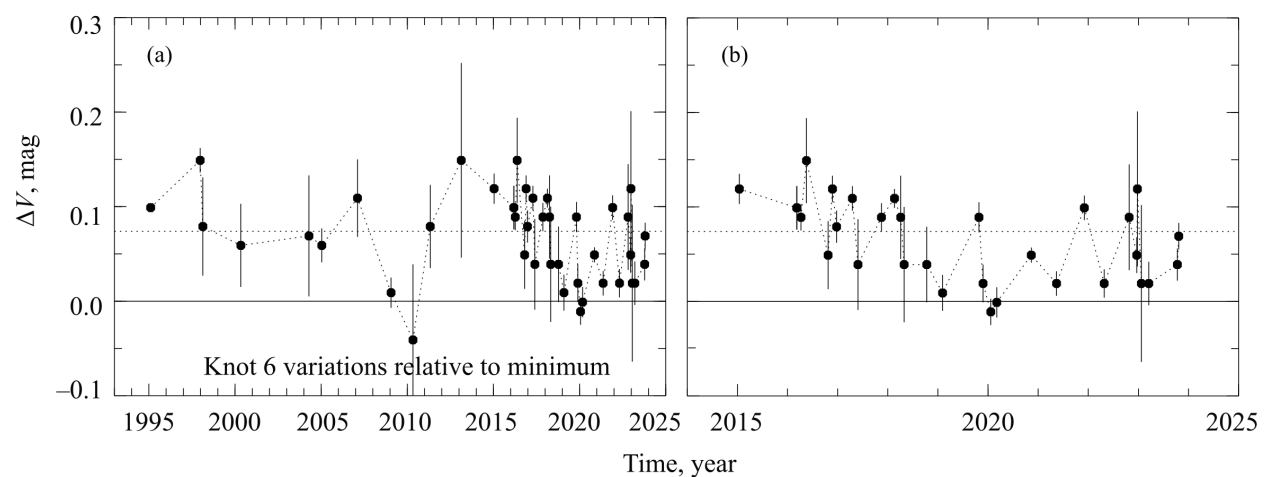 0.3
0.2
0.1
0.0
–0.1
ΔV, mag
(a)
Knot 6 variations relative to minimum
1995 2000 2005 2010 2015 2020 2025
(b)
2015 2020 2025
Time, year